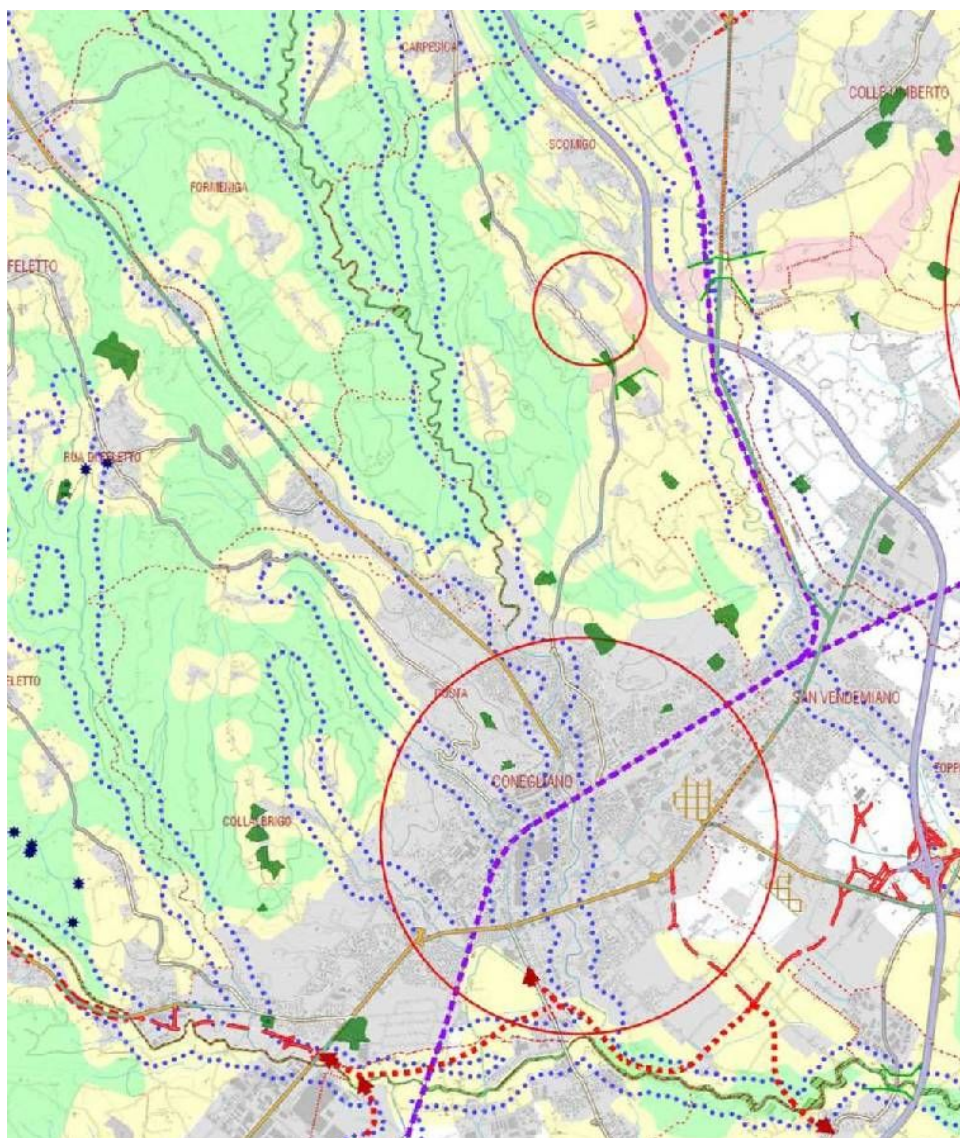 CARPESICA
COLLE UMBERTO
SCOMIGO
FORMENIGA
FELETTO
RUA DI FELETTO
ELETTO
COSTA
SAN VENDEMIANO
CONEGLIANO
COLLALBRIGO